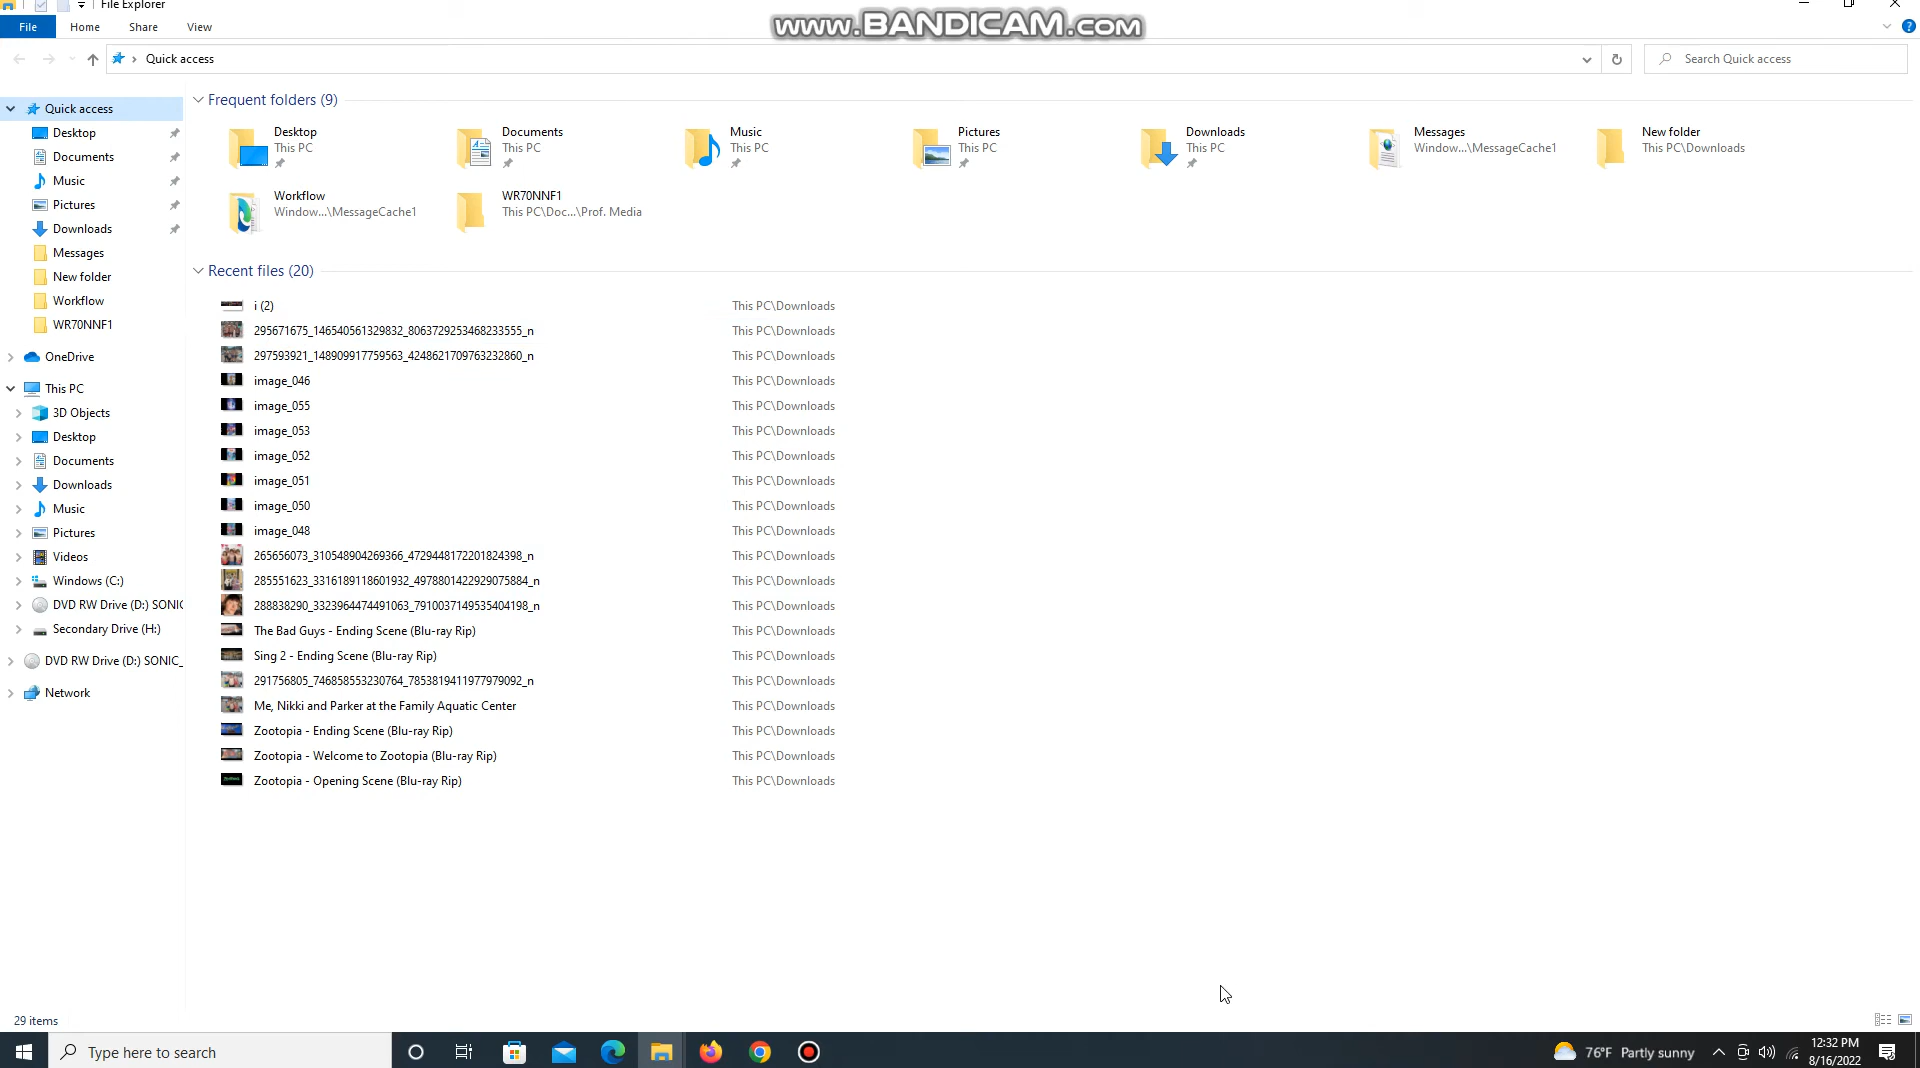 File Explorer
www.BANDICAM.com
File Home Share View
Quick access
Search Quick access
Quick access
Desktop
Documents
Music
Pictures
Downloads
Messages
New folder
Workflow
WR70NNF1
OneDrive
This PC
3D Objects
Desktop
Documents
Downloads
Music
Pictures
Videos
Windows (C:)
DVD RW Drive (D:) SONIC
Secondary Drive (H:)
DVD RW Drive (D:) SONIC_
Network
Frequent folders (9)
Desktop
This PC
Documents
This PC
Music
This PC
Pictures
This PC
Downloads
This PC
Messages
Window...\MessageCache1
New folder
This PC\Downloads
Workflow
Window...\MessageCache1
WR70NNF1
This PC\Doc...\Prof. Media
Recent files (20)
i (2) This PC\Downloads
295671675_146540561329832_8063729253468233555_n This PC\Downloads
297593921_148909917759563_4248621709763232860_n This PC\Downloads
image_046 This PC\Downloads
image_055 This PC\Downloads
image_053 This PC\Downloads
image_052 This PC\Downloads
image_051 This PC\Downloads
image_050 This PC\Downloads
image_048 This PC\Downloads
265656073_310548904269366_4729448172201824398_n This PC\Downloads
285551623_3316189118601932_4978801422929075884_n This PC\Downloads
288838290_3323964474491063_7910037149535404198_n This PC\Downloads
The Bad Guys - Ending Scene (Blu-ray Rip) This PC\Downloads
Sing 2 - Ending Scene (Blu-ray Rip) This PC\Downloads
291756805_746858553230764_7853819411977979092_n This PC\Downloads
Me, Nikki and Parker at the Family Aquatic Center This PC\Downloads
Zootopia - Ending Scene (Blu-ray Rip) This PC\Downloads
Zootopia - Welcome to Zootopia (Blu-ray Rip) This PC\Downloads
Zootopia - Opening Scene (Blu-ray Rip) This PC\Downloads
29 items
Type here to search
76°F Partly sunny
12:32 PM
8/16/2022